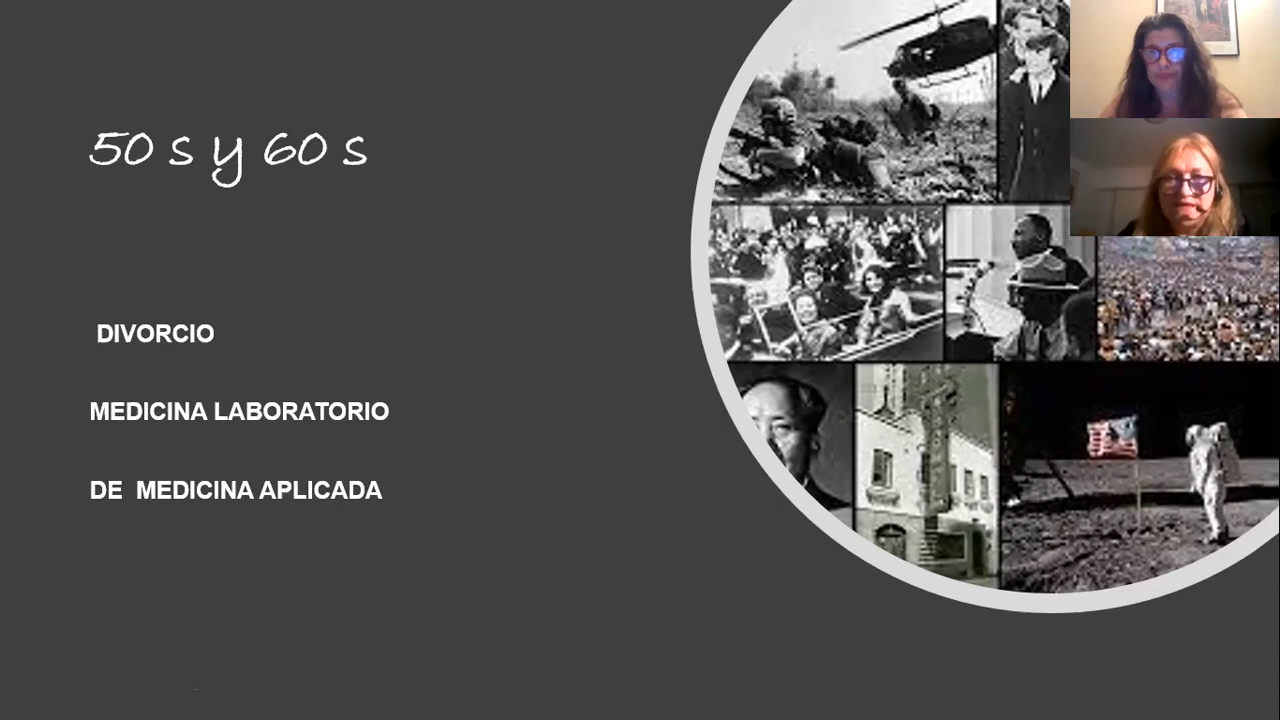 50 s y 60 s
DIVORCIO
MEDICINA LABORATORIO
DE MEDICINA APLICADA